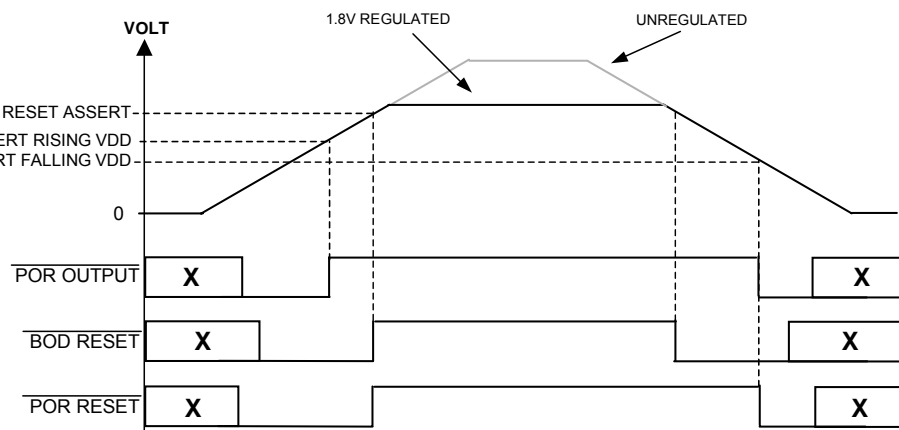 1.8V REGULATED
UNREGULATED
VOLT
RESET ASSERT
ERT RISING VDD
RT FALLING VDD
0
POR OUTPUT
X
X
BOD RESET
X
X
POR RESET
X
X